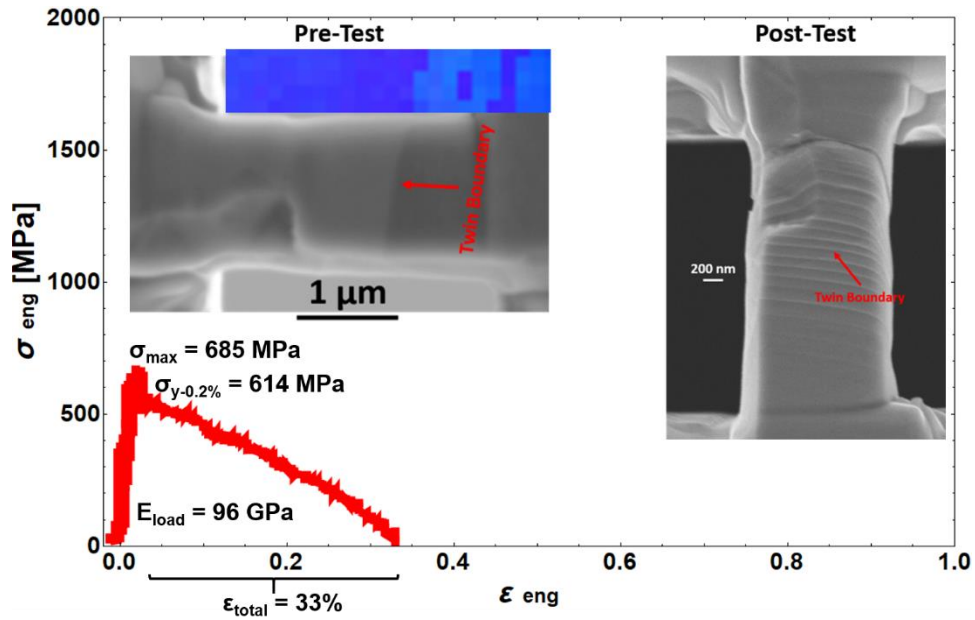 2000
1500
1000
500
0
σ eng [MPa]
Pre-Test
Twin Boundary
1 μm
Post-Test
200 nm
Twin Boundary
σmax = 685 MPa
σy-0.2% = 614 MPa
Eload = 96 GPa
0.0 0.2 0.4 0.6 0.8 1.0
εtotal = 33%
ε eng